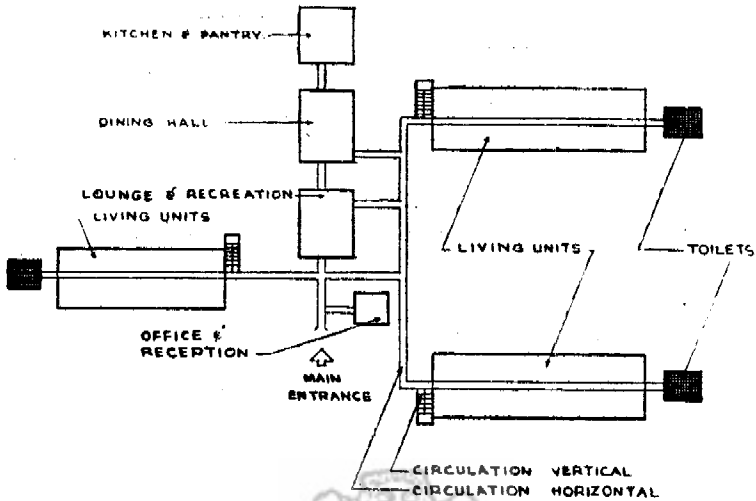 KITCHEN & PANTRY
DINING HALL
LOUNGE & RECREATION
LIVING UNITS
LIVING UNITS
TOILETS
OFFICE &
RECEPTION
MAIN
ENTRANCE
CIRCULATION VERTICAL
CIRCULATION HORIZONTAL